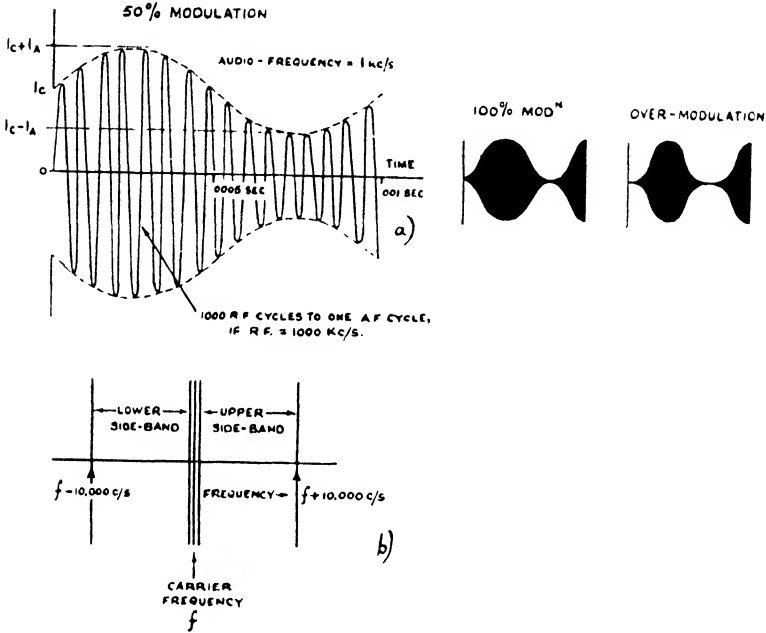 50% MODULATION
IC+IA
AUDIO-FREQUENCY = 1 KC/S
IC
IC-IA
O
TIME
.0005 SEC
.001 SEC
a)
1000 R F CYCLES TO ONE A F CYCLE,
IF R F. = 1000 KC/S.
100% MODN
OVER-MODULATION
LOWER
SIDE-BAND
UPPER
SIDE-BAND
f-10,000 C/S
FREQUENCY
f+10,000 C/S
b)
CARRIER
FREQUENCY
f